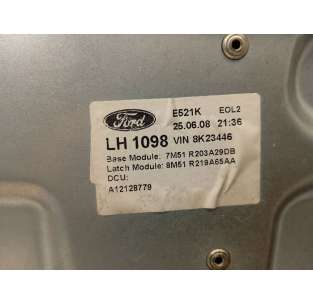 Ford E521K EOL2
25.06.08 21:36
LH 1098 VIN 8K23446
Base Module: 7M51 R203A29DB
Latch Module: 8M51 R219A65AA
DCU:
A12128779